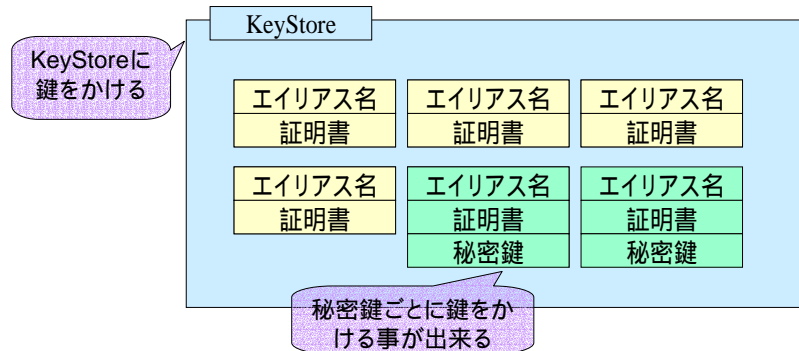 KeyStore
KeyStoreに
鍵をかける
エイリアス名
証明書
エイリアス名
証明書
エイリアス名
証明書
エイリアス名
証明書
エイリアス名
証明書
秘密鍵
エイリアス名
証明書
秘密鍵
秘密鍵ごとに鍵をか
ける事が出来る